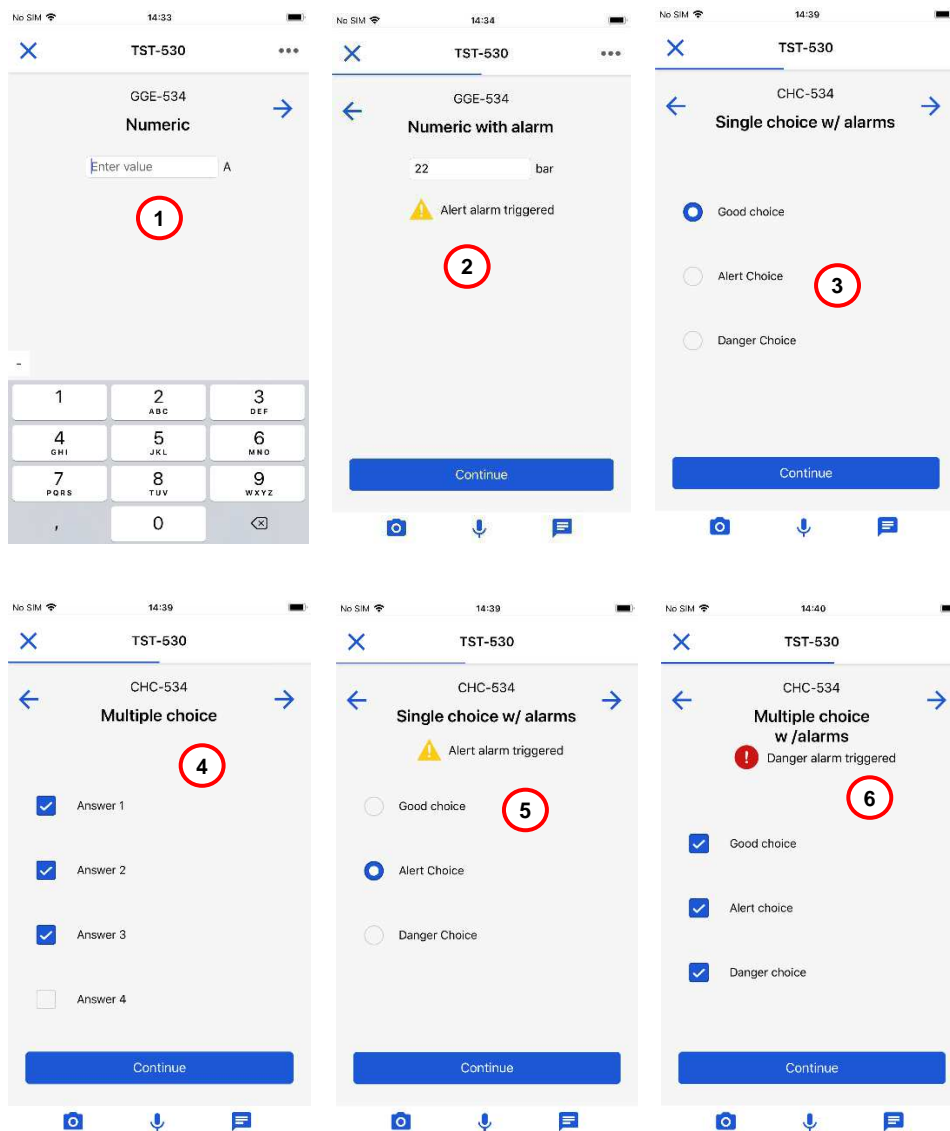 No SIM 14:33
TST-530
GGE-534
Numeric
Enter value A
1
-
1 2 3
ABC DEF
4 5 6
GHI JKL MNO
7 8 9
PQRS TUV WXYZ
, 0
No SIM 14:34
TST-530
GGE-534
Numeric with alarm
22 bar
Alert alarm triggered
2
Continue
No SIM 14:39
TST-530
CHC-534
Single choice w/ alarms
Good choice
Alert Choice
3
Danger Choice
Continue
No SIM 14:39
TST-530
CHC-534
Multiple choice
4
Answer 1
Answer 2
Answer 3
Answer 4
Continue
No SIM 14:39
TST-530
CHC-534
Single choice w/ alarms
Alert alarm triggered
Good choice
5
Alert Choice
Danger Choice
Continue
No SIM 14:40
TST-530
CHC-534
Multiple choice
w /alarms
Danger alarm triggered
6
Good choice
Alert choice
Danger choice
Continue